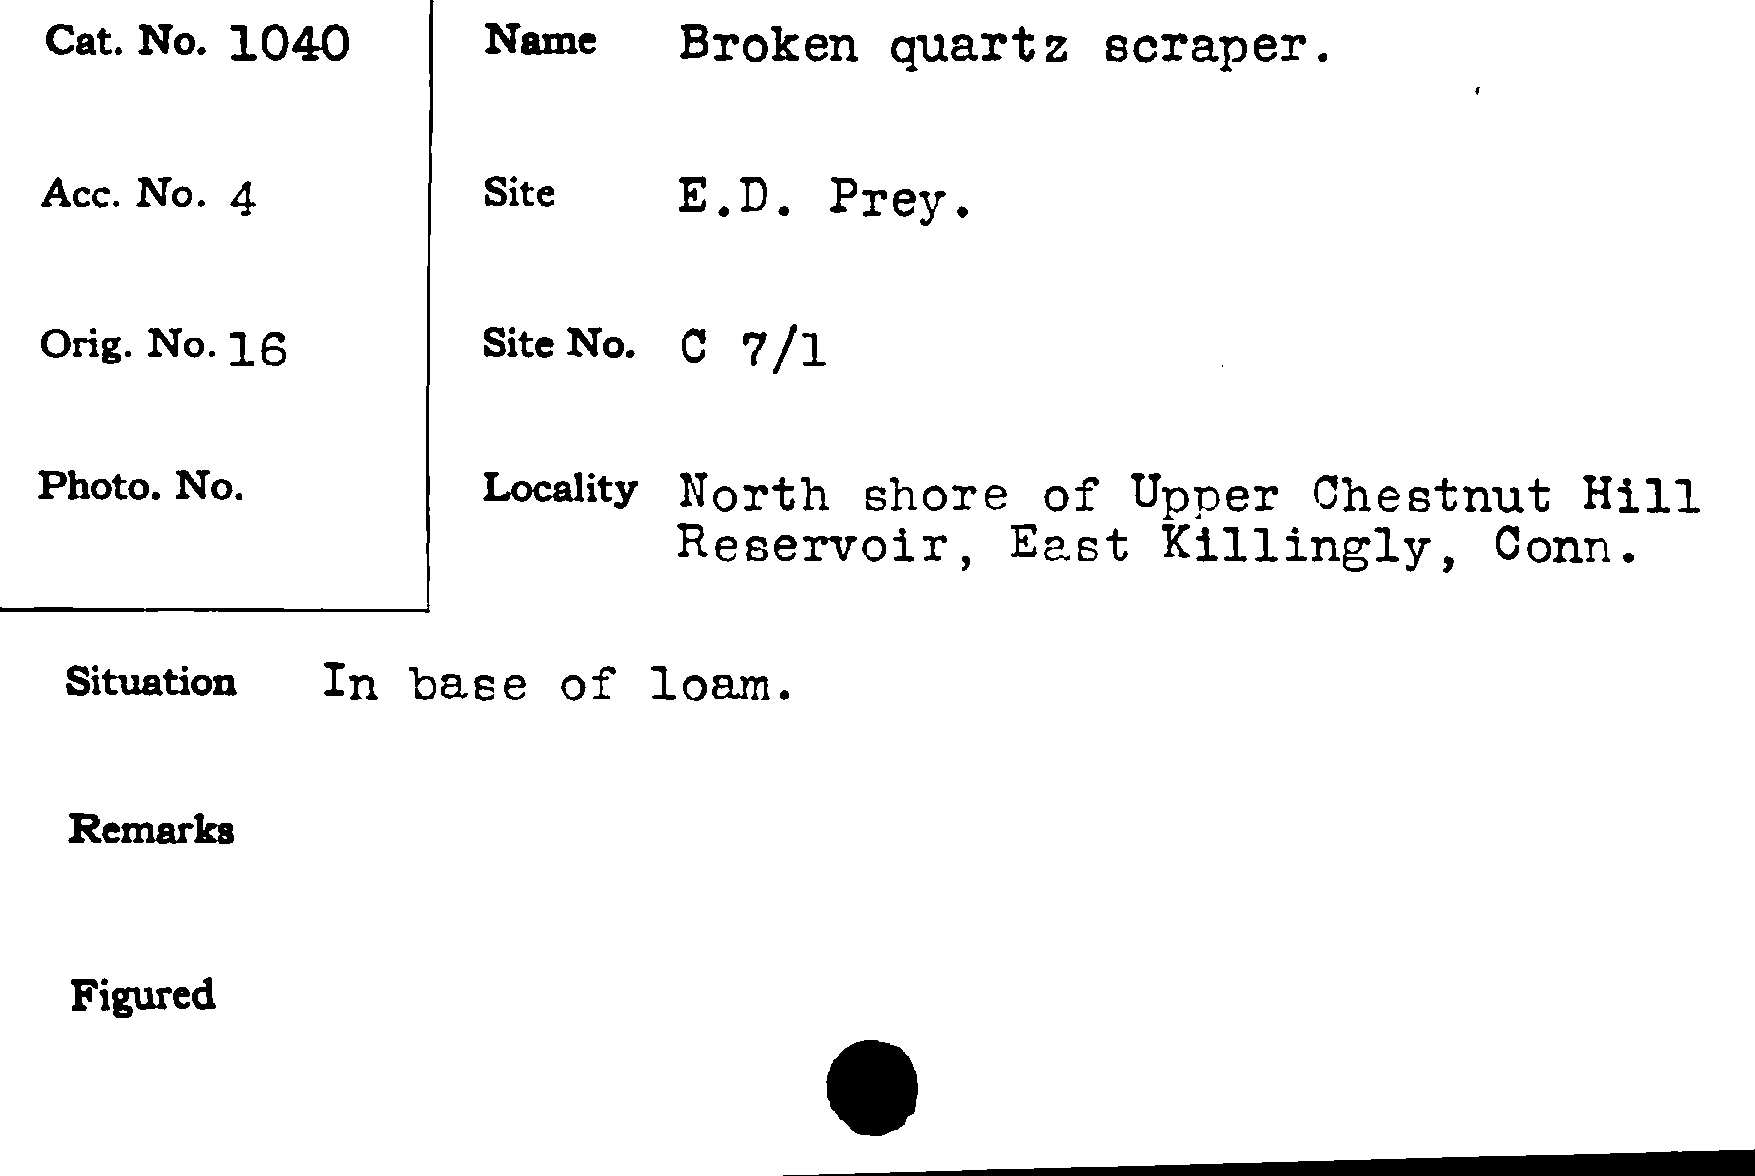 Cat. No. 1040
Name Broken quartz scraper.
Acc. No. 4
Site E.D. Prey.
Orig. No. 16
Site No. C 7/1
Photo. No.
Locality North shore of Upper Chestnut Hill
Reservoir, East Killingly, Conn.
Situation In base of loam.
Remarks
Figured